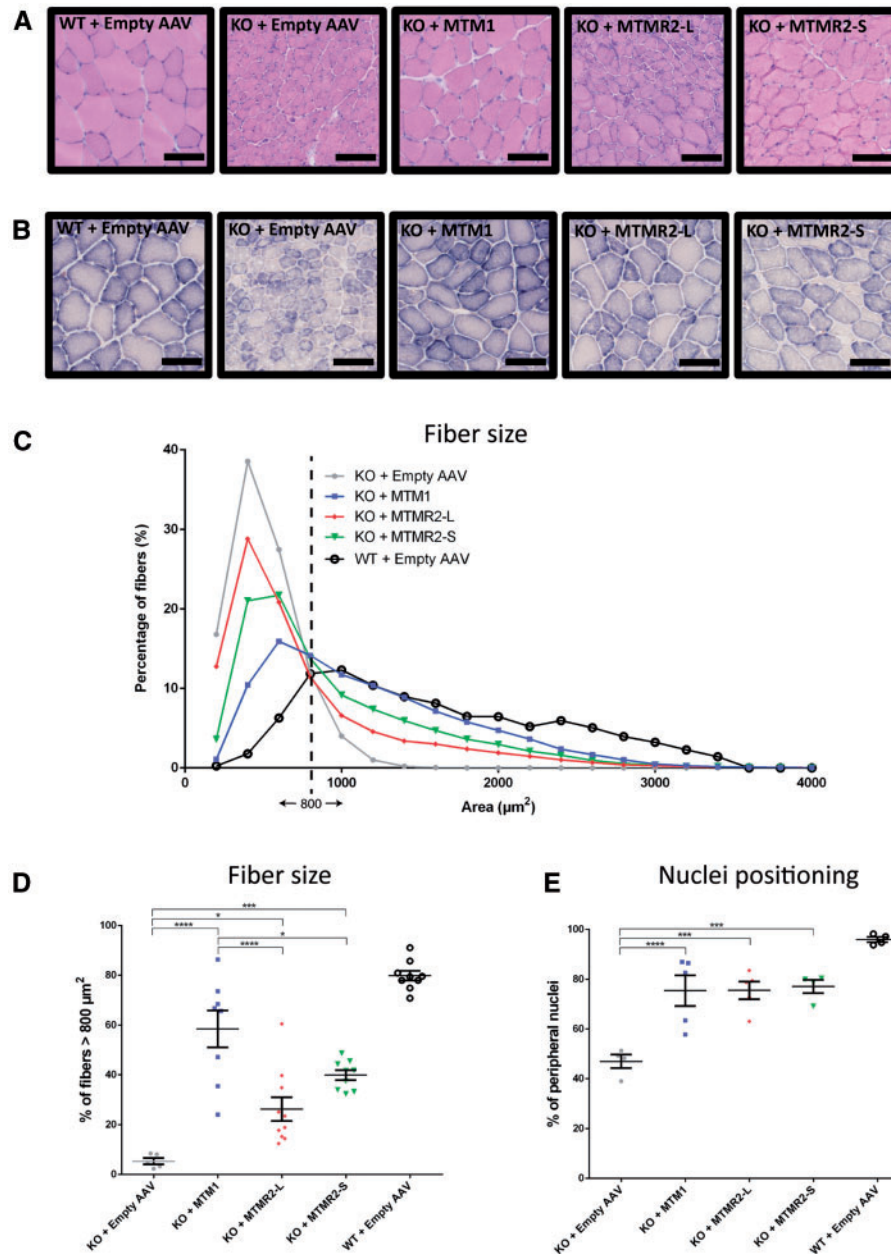 A
WT + Empty AAV
KO + Empty AAV
KO + MTM1
KO + MTMR2-L
KO + MTMR2-S
B
WT + Empty AAV
KO + Empty AAV
KO + MTM1
KO + MTMR2-L
KO + MTMR2-S
C
Fiber size
40
30
20
10
0
Percentage of fibers (%)
KO + Empty AAV
KO + MTM1
KO + MTMR2-L
KO + MTMR2-S
WT + Empty AAV
0
1000
2000
3000
4000
←800→
Area (µm²)
D
Fiber size
***
*
****
*
****
100
80
60
40
20
0
% of fibers > 800 µm²
KO + Empty AAV
KO + MTM1
KO + MTMR2-L
KO + MTMR2-S
WT + Empty AAV
E
Nuclei positioning
***
***
****
100
80
60
40
20
0
% of peripheral nuclei
KO + Empty AAV
KO + MTM1
KO + MTMR2-L
KO + MTMR2-S
WT + Empty AAV